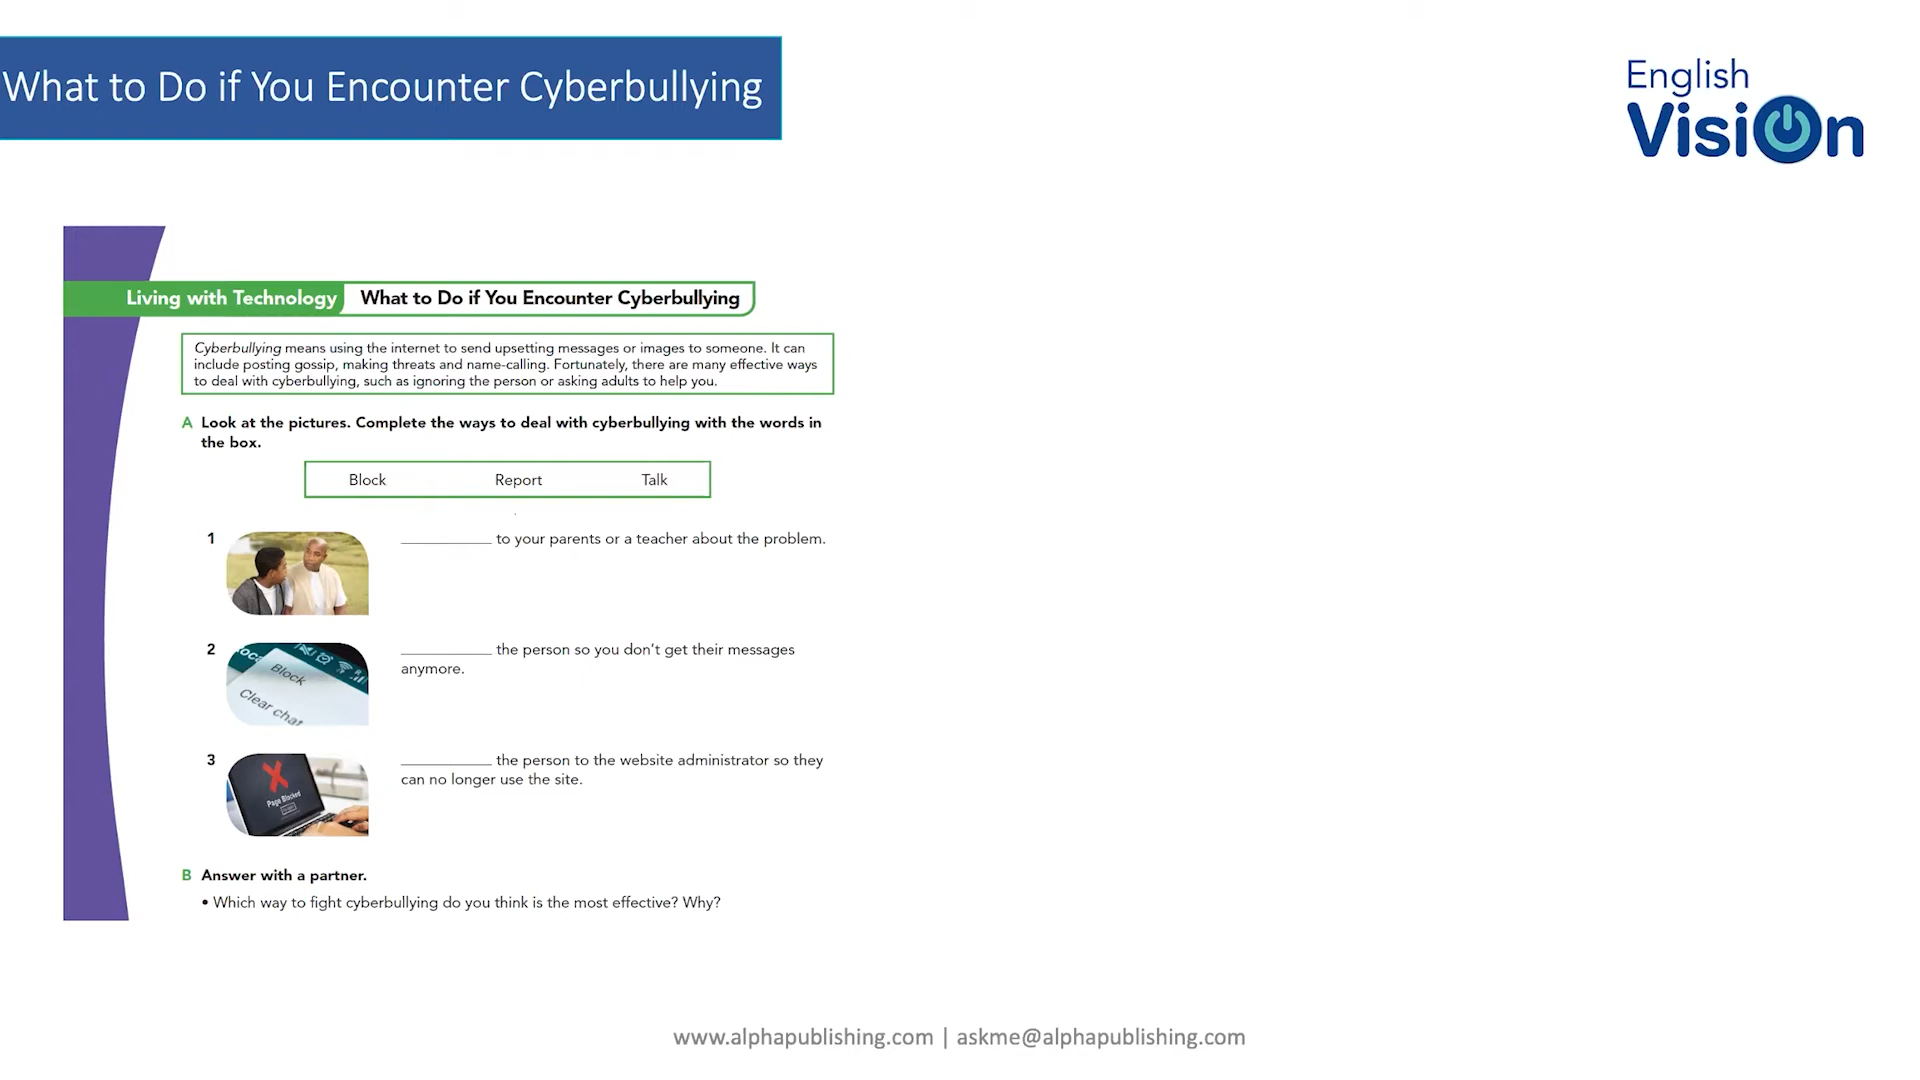 What to Do if You Encounter Cyberbullying
English
VisiOn
Living with Technology
What to Do if You Encounter Cyberbullying
Cyberbullying means using the internet to send upsetting messages or images to someone. It can
include posting gossip, making threats and name-calling. Fortunately, there are many effective ways
to deal with cyberbullying, such as ignoring the person or asking adults to help you.
A Look at the pictures. Complete the ways to deal with cyberbullying with the words in
the box.
Block Report Talk
1 ___________ to your parents or a teacher about the problem.
2 ___________ the person so you don't get their messages
anymore.
Block
Clear chat
3 ___________ the person to the website administrator so they
can no longer use the site.
Page Blocked
B Answer with a partner.
• Which way to fight cyberbullying do you think is the most effective? Why?
www.alphapublishing.com | askme@alphapublishing.com